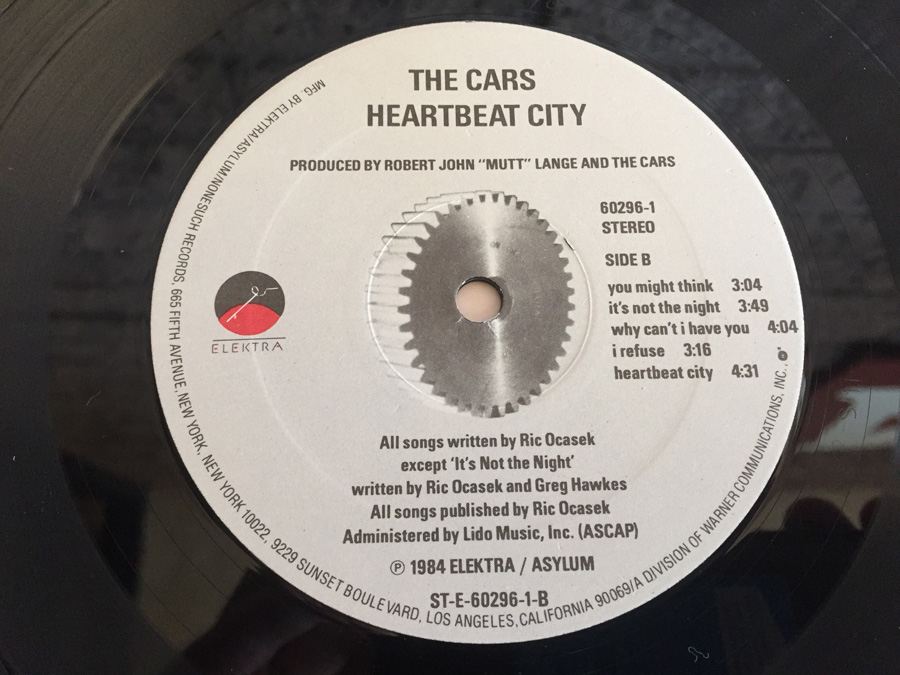 THE CARS
HEARTBEAT CITY
PRODUCED BY ROBERT JOHN "MUTT" LANGE AND THE CARS
60296-1
STEREO
SIDE B
you might think 3:04
it's not the night 3:49
why can't i have you 4:04
i refuse 3:16
heartbeat city 4:31
ELEKTRA
All songs written by Ric Ocasek
except 'It's Not the Night'
written by Ric Ocasek and Greg Hawkes
All songs published by Ric Ocasek
Administered by Lido Music, Inc. (ASCAP)
℗ 1984 ELEKTRA / ASYLUM
ST-E-60296-1-B
MFG. BY ELEKTRA/ASYLUM/NONESUCH RECORDS, 665 FIFTH AVENUE, NEW YORK, NEW YORK 10022, 9229 SUNSET BOULEVARD, LOS ANGELES, CALIFORNIA 90069/A DIVISION OF WARNER COMMUNICATIONS, INC.